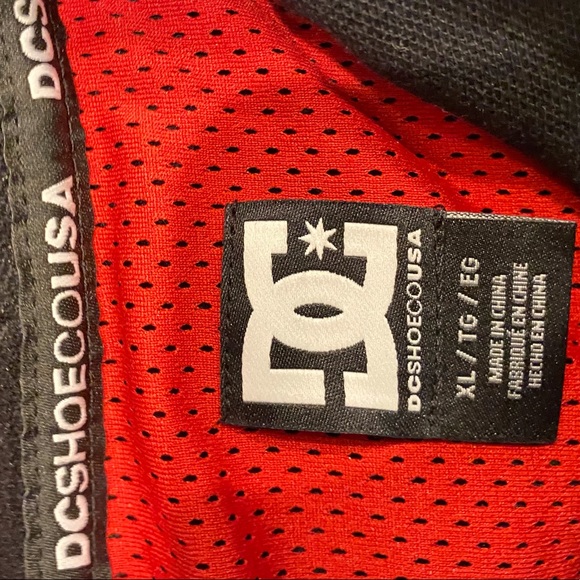 DCSHOECOUSA
DCS
DC
DCSHOECOUSA
XL / TG / EG
MADE IN CHINA
FABRIQUÉ EN CHINE
HECHO EN CHINA